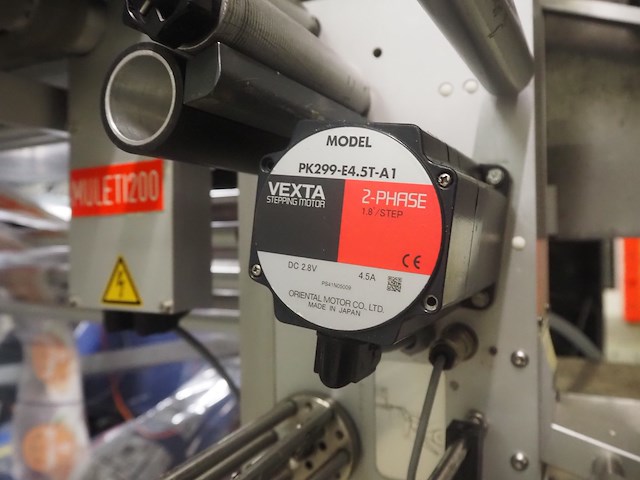 MODEL
PK299-E4.5T-A1
VEXTA
STEPPING MOTOR
2-PHASE
1.8°/STEP
CE
DC 2.8V
4.5A
ORIENTAL MOTOR CO., LTD.
MADE IN JAPAN
MULETI1200